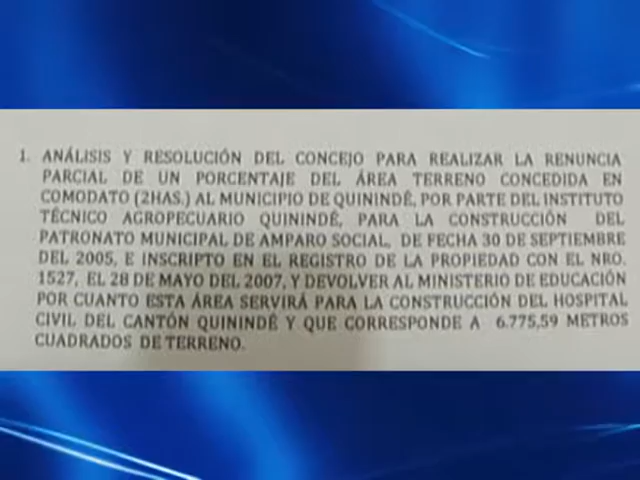 1. ANÁLISIS Y RESOLUCIÓN DEL CONCEJO PARA REALIZAR LA RENUNCIA
PARCIAL DE UN PORCENTAJE DEL ÁREA TERRENO CONCEDIDA EN
COMODATO (2HAS.) AL MUNICIPIO DE QUININDÉ, POR PARTE DEL INSTITUTO
TÉCNICO AGROPECUARIO QUININDÉ, PARA LA CONSTRUCCIÓN DEL
PATRONATO MUNICIPAL DE AMPARO SOCIAL, DE FECHA 30 DE SEPTIEMBRE
DEL 2005, E INSCRIPTO EN EL REGISTRO DE LA PROPIEDAD CON EL NRO.
1527, EL 28 DE MAYO DEL 2007, Y DEVOLVER AL MINISTERIO DE EDUCACIÓN
POR CUANTO ESTA ÁREA SERVIRÁ PARA LA CONSTRUCCIÓN DEL HOSPITAL
CIVIL DEL CANTÓN QUININDÉ Y QUE CORRESPONDE A 6.775,59 METROS
CUADRADOS DE TERRENO.